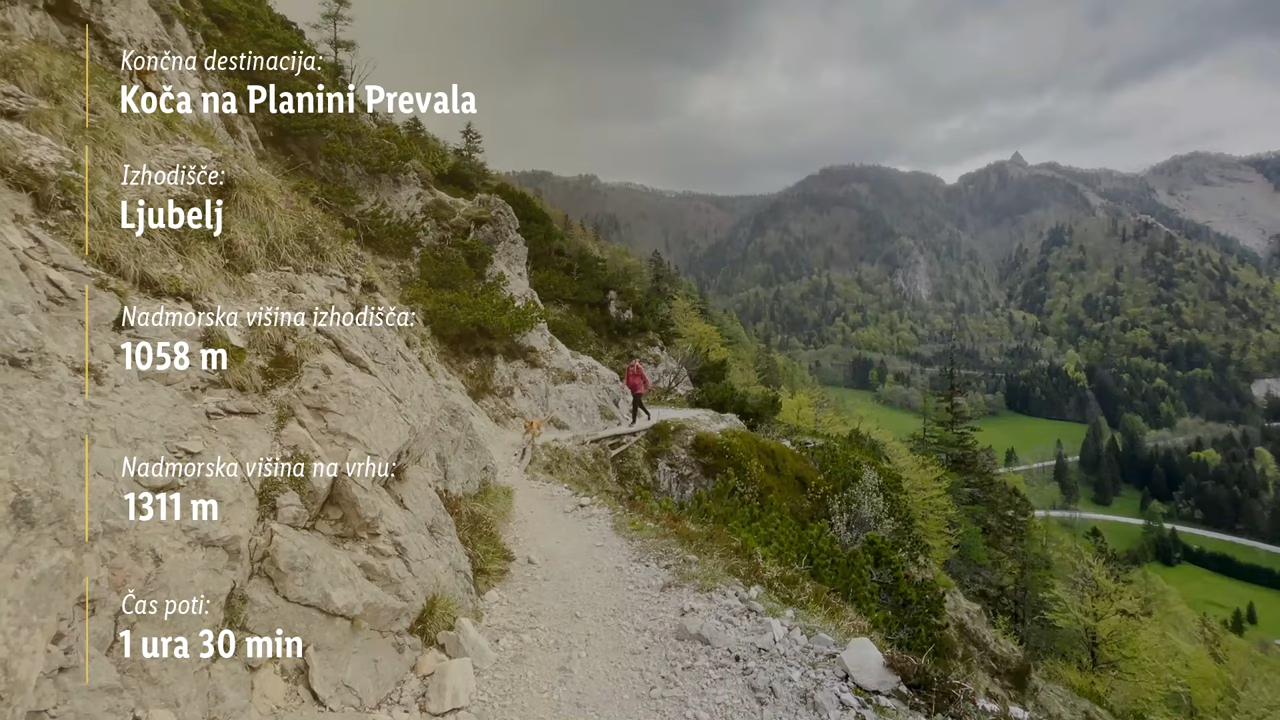 Končna destinacija:
Koča na Planini Prevala
Izhodišče:
Ljubelj
Nadmorska višina izhodišča:
1058 m
Nadmorska višina na vrhu:
1311 m
Čas poti:
1 ura 30 min